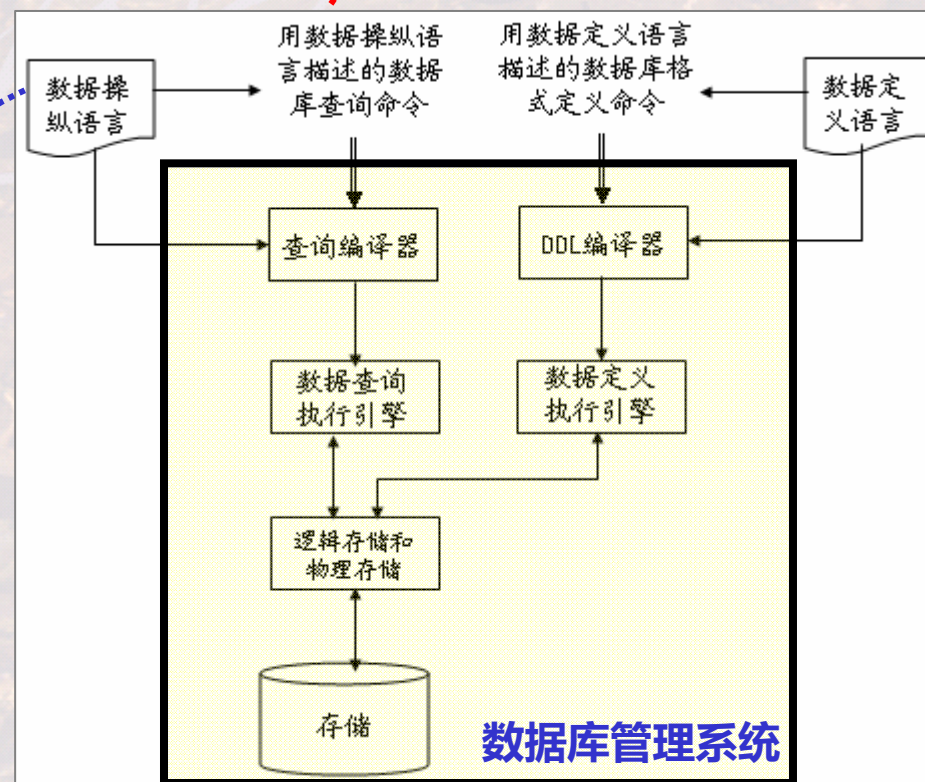 用数据操纵语
言描述的数据
库查询命令
用数据定义语言
描述的数据库格
式定义命令
数据操
纵语言
数据定
义语言
查询编译器
DDL编译器
数据查询
执行引擎
数据定义
执行引擎
逻辑存储和
物理存储
存储
数据库管理系统